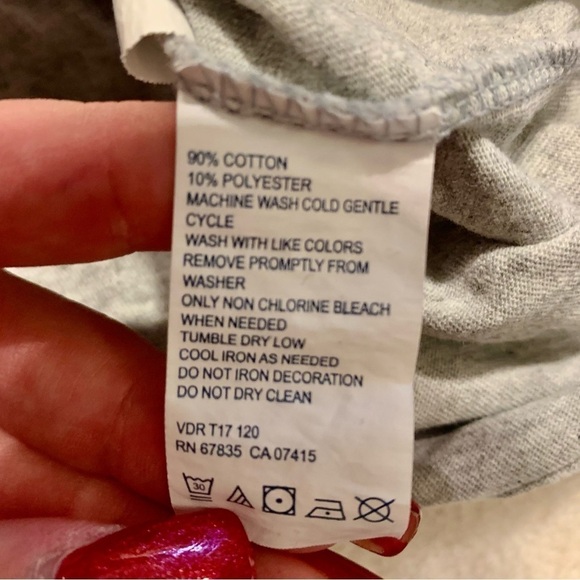 90% COTTON
10% POLYESTER
MACHINE WASH COLD GENTLE
CYCLE
WASH WITH LIKE COLORS
REMOVE PROMPTLY FROM
WASHER
ONLY NON CHLORINE BLEACH
WHEN NEEDED
TUMBLE DRY LOW
COOL IRON AS NEEDED
DO NOT IRON DECORATION
DO NOT DRY CLEAN
VDR T17 120
RN 67835 CA 07415
30